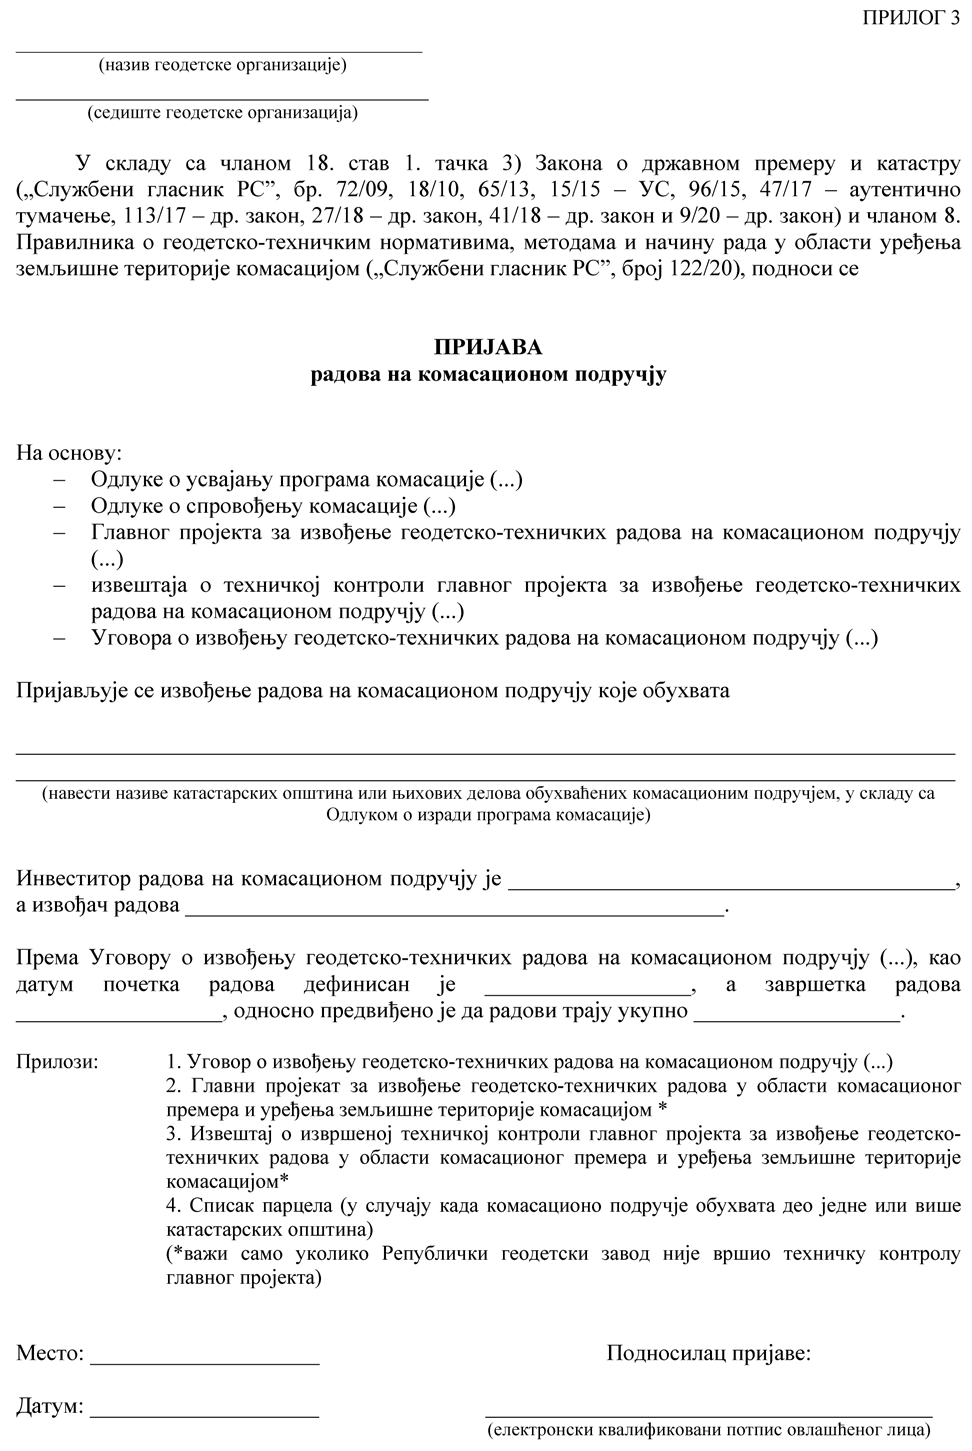 ПРИЛОГ 3
(назив геодетске организације)
(седиште геодетске организација)
У складу са чланом 18. став 1. тачка 3) Закона о државном премеру и катастру
(„Службени гласник РС”, бр. 72/09, 18/10, 65/13, 15/15 – УС, 96/15, 47/17 – аутентично
тумачење, 113/17 – др. закон, 27/18 – др. закон, 41/18 – др. закон и 9/20 – др. закон) и чланом 8.
Правилника о геодетско-техничким нормативима, методама и начину рада у области уређења
земљишне територије комасацијом („Службени гласник РС”, број 122/20), подноси се
ПРИЈАВА
радова на комасационом подручју
На основу:
– Одлуке о усвајању програма комасације (...)
– Одлуке о спровођењу комасације (...)
– Главног пројекта за извођење геодетско-техничких радова на комасационом подручју
(...)
– извештаја о техничкој контроли главног пројекта за извођење геодетско-техничких
радова на комасационом подручју (...)
– Уговора о извођењу геодетско-техничких радова на комасационом подручју (...)
Пријављује се извођење радова на комасационом подручју које обухвата
(навести називе катастарских општина или њихових делова обухваћених комасационим подручјем, у складу са
Одлуком о изради програма комасације)
Инвеститор радова на комасационом подручју је ____________________,
а извођач радова ____________________.
Према Уговору о извођењу геодетско-техничких радова на комасационом подручју (...), као
датум почетка радова дефинисан је __________________, а завршетка радова
__________________, односно предвиђено је да радови трају укупно __________________.
Прилози: 1. Уговор о извођењу геодетско-техничких радова на комасационом подручју (...)
2. Главни пројекат за извођење геодетско-техничких радова у области комасационог
премера и уређења земљишне територије комасацијом *
3. Извештај о извршеној техничкој контроли главног пројекта за извођење геодетско-
техничких радова у области комасационог премера и уређења земљишне територије
комасацијом*
4. Списак парцела (у случају када комасационо подручје обухвата део једне или више
катастарских општина)
(*важи само уколико Републички геодетски завод није вршио техничку контролу
главног пројекта)
Место: ____________________ Подносилац пријаве:
Датум: ____________________
(електронски квалификовани потпис овлашћеног лица)